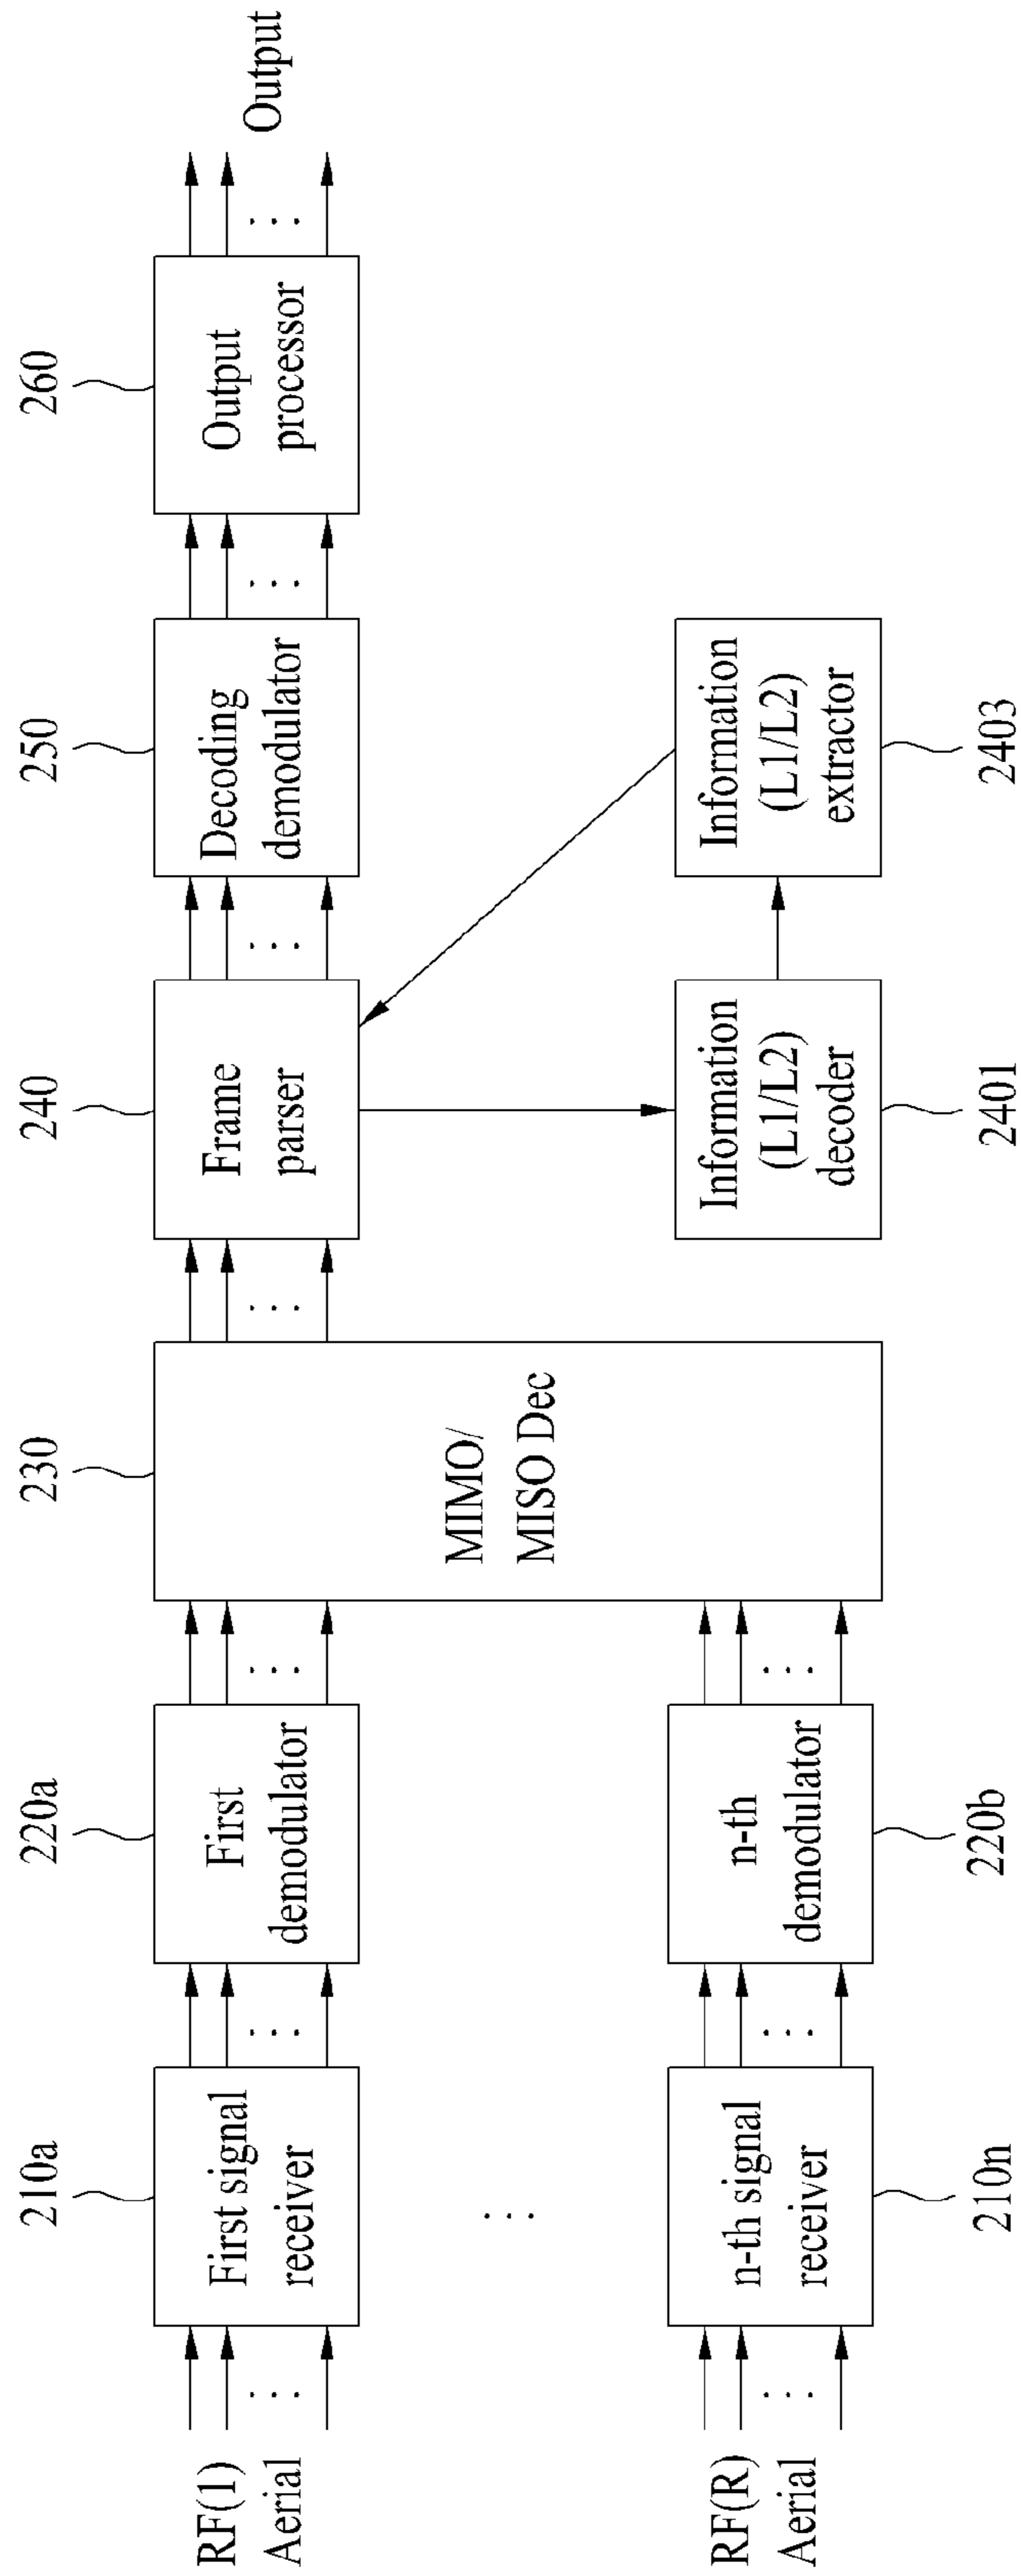 210a
220a
230
240
250
260
RF(1)
Aerial
First signal
receiver
First
demodulator
MIMO/
MISO Dec
Frame
parser
Decoding
demodulator
Output
processor
Output
RF(R)
Aerial
n-th signal
receiver
n-th
demodulator
Information
(L1/L2)
decoder
Information
(L1/L2)
extractor
210n
220b
2401
2403